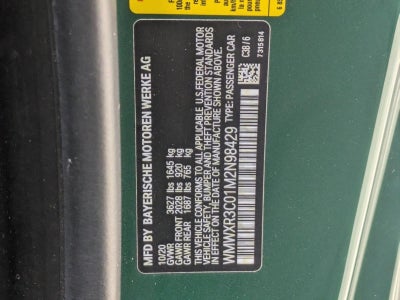 MFD BY BAYERISCHE MOTOREN WERKE AG
10/20
GVWR 3627 lbs 1645 kg
GAWR FRONT 2028 lbs 920 kg
GAWR REAR 1687 lbs 765 kg
THIS VEHICLE CONFORMS TO ALL APPLICABLE U.S. FEDERAL MOTOR
VEHICLE SAFETY, BUMPER, AND THEFT PREVENTION STANDARDS
IN EFFECT ON THE DATE OF MANUFACTURE SHOWN ABOVE.
WMWXR3C01M2N98429 TYPE: PASSENGER CAR
C3B/6
7315814